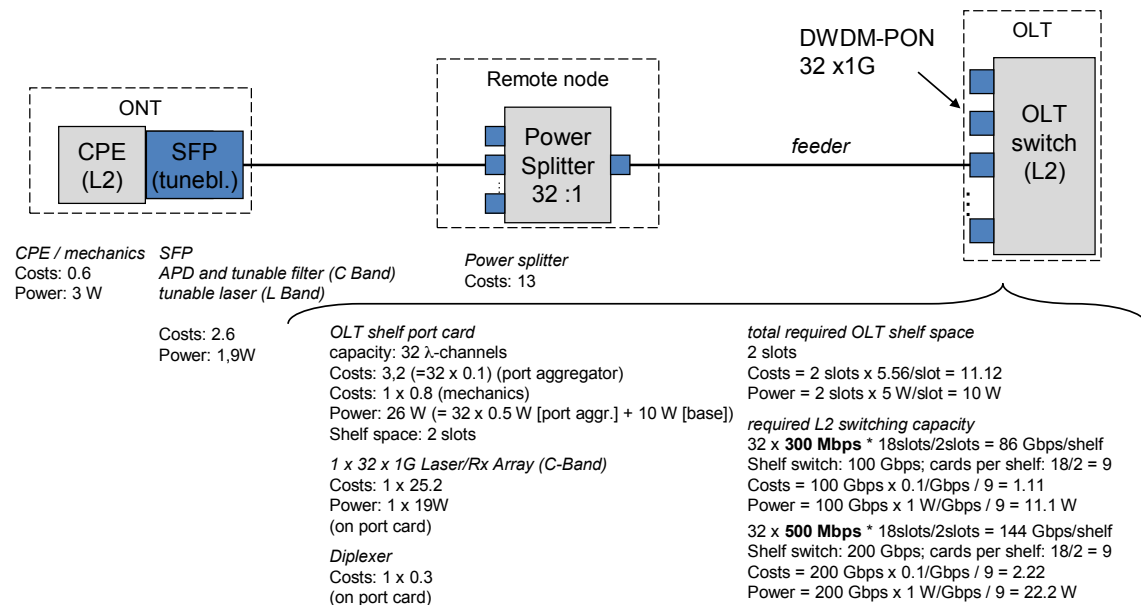 DWDM-PON
32 x1G
OLT
Remote node
ONT
CPE
(L2)
SFP
(tunebl.)
Power
Splitter
32 :1
feeder
OLT
switch
(L2)
CPE / mechanics
Costs: 0.6
Power: 3 W
SFP
APD and tunable filter (C Band)
tunable laser (L Band)
Costs: 2.6
Power: 1,9W
Power splitter
Costs: 13
OLT shelf port card
capacity: 32 λ-channels
Costs: 3,2 (=32 x 0.1) (port aggregator)
Costs: 1 x 0.8 (mechanics)
Power: 26 W (= 32 x 0.5 W [port aggr.] + 10 W [base])
Shelf space: 2 slots
1 x 32 x 1G Laser/Rx Array (C-Band)
Costs: 1 x 25.2
Power: 1 x 19W
(on port card)
Diplexer
Costs: 1 x 0.3
(on port card)
total required OLT shelf space
2 slots
Costs = 2 slots x 5.56/slot = 11.12
Power = 2 slots x 5 W/slot = 10 W
required L2 switching capacity
32 x 300 Mbps * 18slots/2slots = 86 Gbps/shelf
Shelf switch: 100 Gbps; cards per shelf: 18/2 = 9
Costs = 100 Gbps x 0.1/Gbps / 9 = 1.11
Power = 100 Gbps x 1 W/Gbps / 9 = 11.1 W
32 x 500 Mbps * 18slots/2slots = 144 Gbps/shelf
Shelf switch: 200 Gbps; cards per shelf: 18/2 = 9
Costs = 200 Gbps x 0.1/Gbps / 9 = 2.22
Power = 200 Gbps x 1 W/Gbps / 9 = 22.2 W